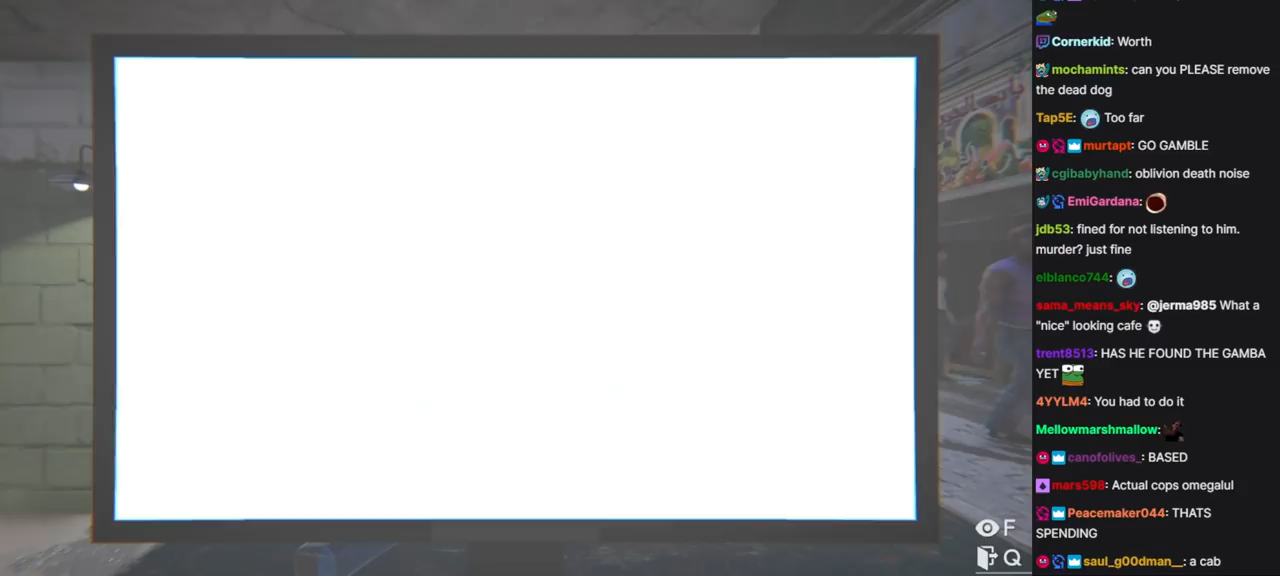 Cornerkid: Worth
mochamints: can you PLEASE remove
the dead dog
Tap5E: Too far
murtapt: GO GAMBLE
cgibabyhand: oblivion death noise
EmiGardana:
jdb53: fined for not listening to him.
murder? just fine
elblanco744:
sama_means_sky: @jerma985 What a
"nice" looking cafe
trent8513: HAS HE FOUND THE GAMBA
YET
4YYLM4: You had to do it
Mellowmarshmallow:
canofolives_: BASED
mars598: Actual cops omegalul
Peacemaker044: THATS
SPENDING
saul_g00dman__: a cab
F
Q